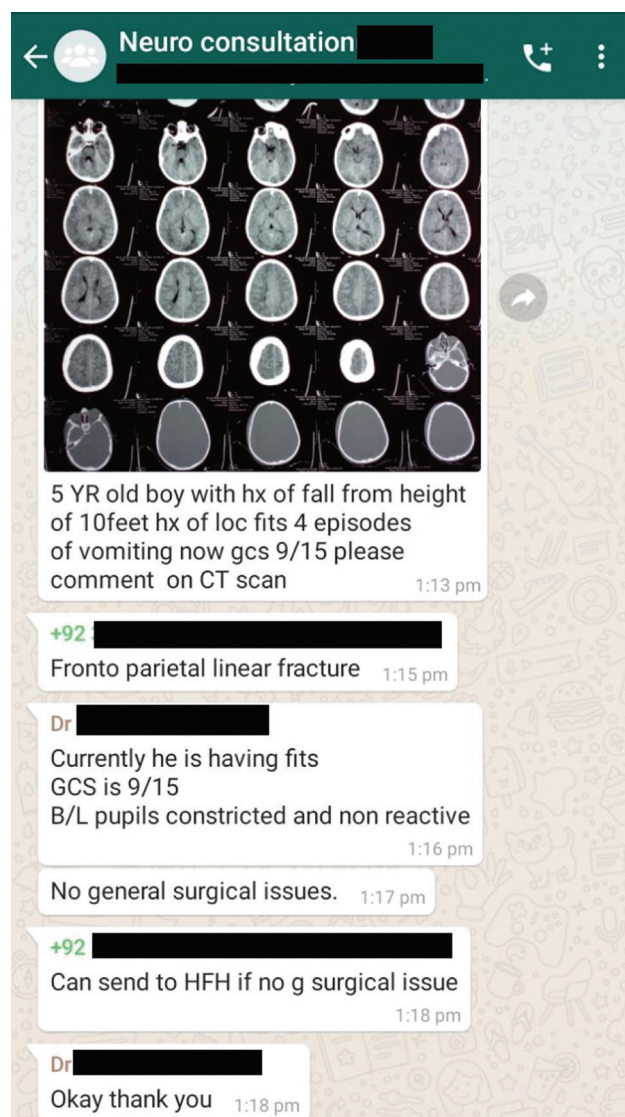 Neuro consultation
5 YR old boy with hx of fall from height
of 10feet hx of loc fits 4 episodes
of vomiting now gcs 9/15 please
comment on CT scan
1:13 pm
+92
Fronto parietal linear fracture
1:15 pm
Dr
Currently he is having fits
GCS is 9/15
B/L pupils constricted and non reactive
1:16 pm
No general surgical issues.
1:17 pm
+92
Can send to HFH if no g surgical issue
1:18 pm
Dr
Okay thank you
1:18 pm